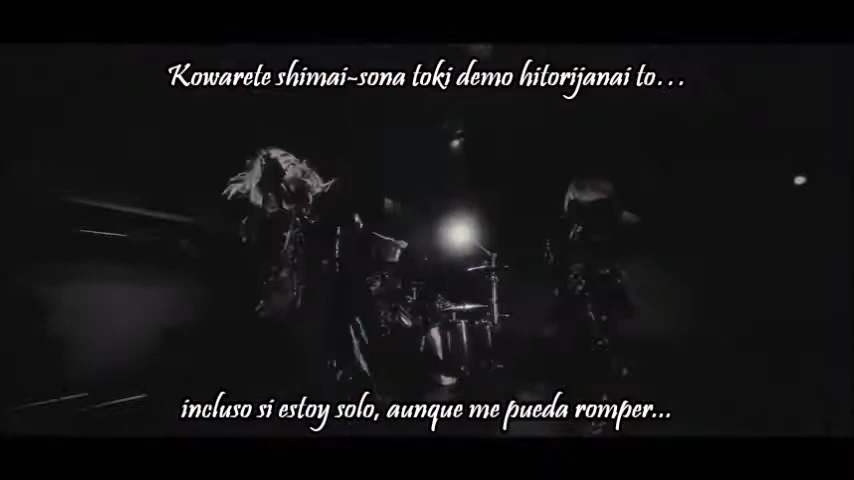 Kowarete shimai-sona toki demo hitorijanai to...
incluso si estoy solo, aunque me pueda romper...